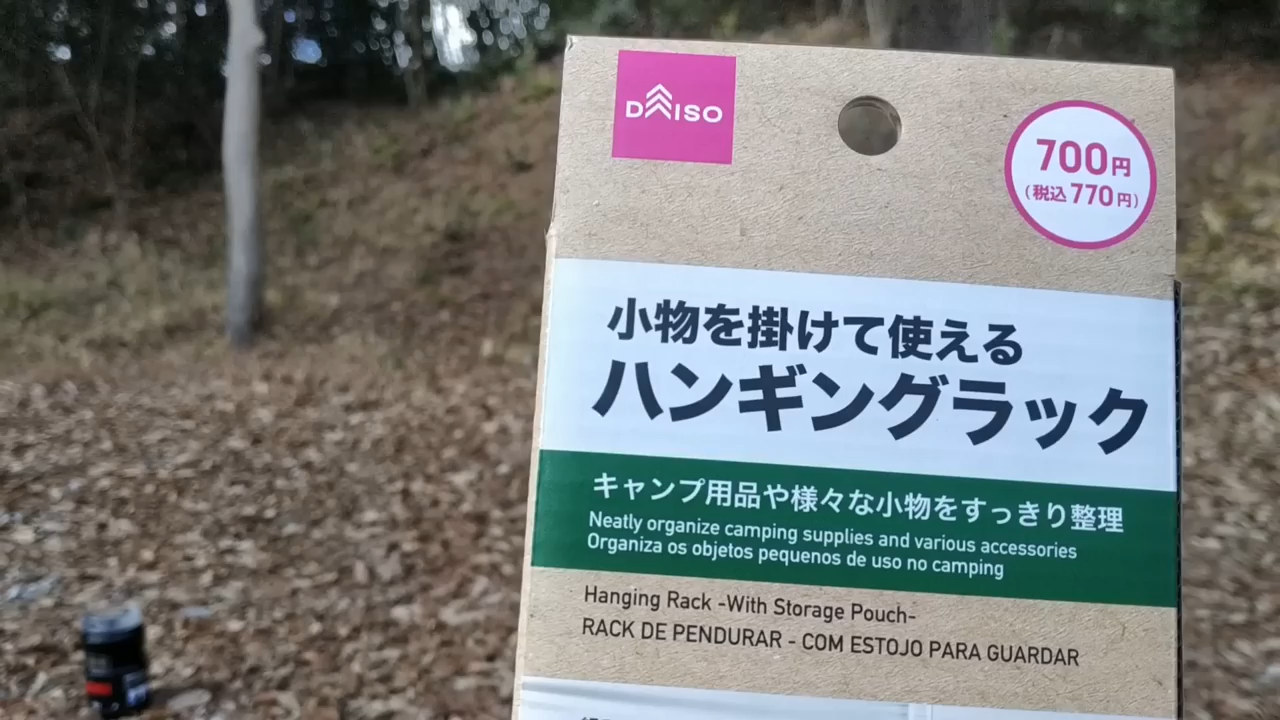 DAISO
700円
(税込770円)
小物を掛けて使える
ハンギングラック
キャンプ用品や様々な小物をすっきり整理
Neatly organize camping supplies and various accessories
Organiza os objetos pequenos de uso no camping
Hanging Rack -With Storage Pouch-
RACK DE PENDURAR - COM ESTOJO PARA GUARDAR